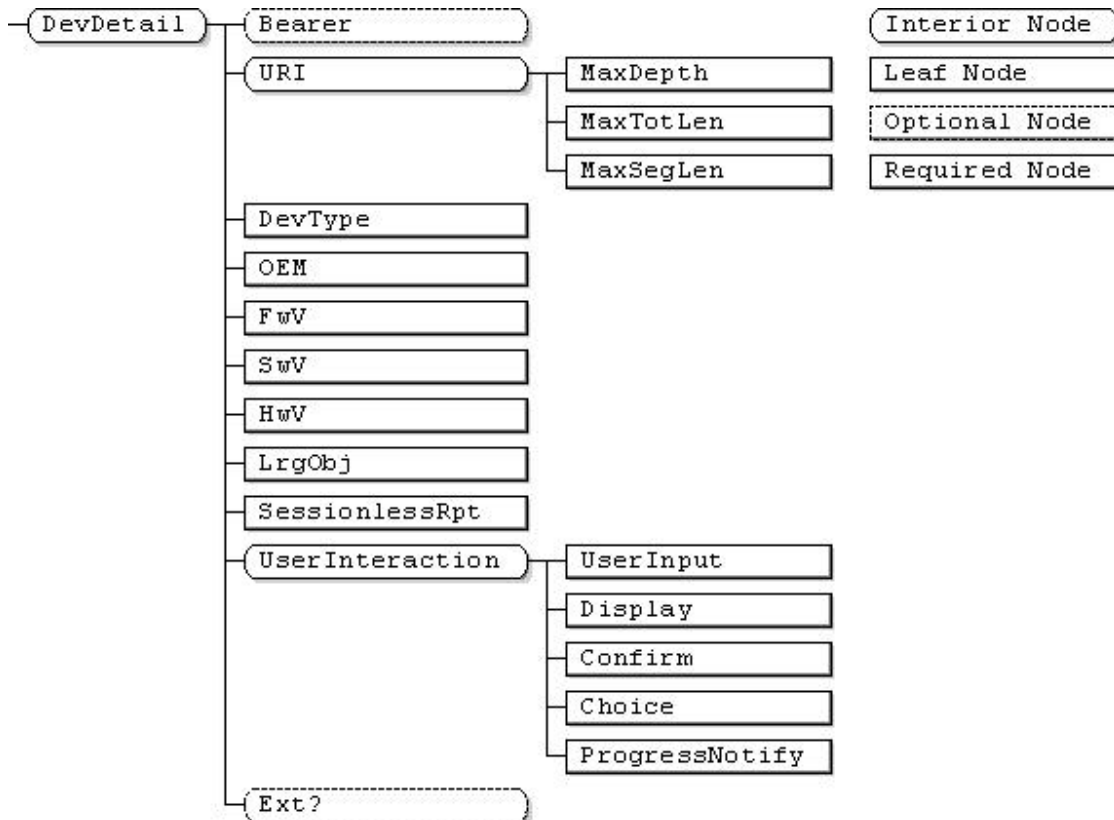 DevDetail
Bearer
Interior Node
URI
MaxDepth
Leaf Node
MaxTotLen
Optional Node
MaxSegLen
Required Node
DevType
OEM
FwV
SwV
HwV
LrgObj
SessionlessRpt
UserInteraction
UserInput
Display
Confirm
Choice
ProgressNotify
Ext?